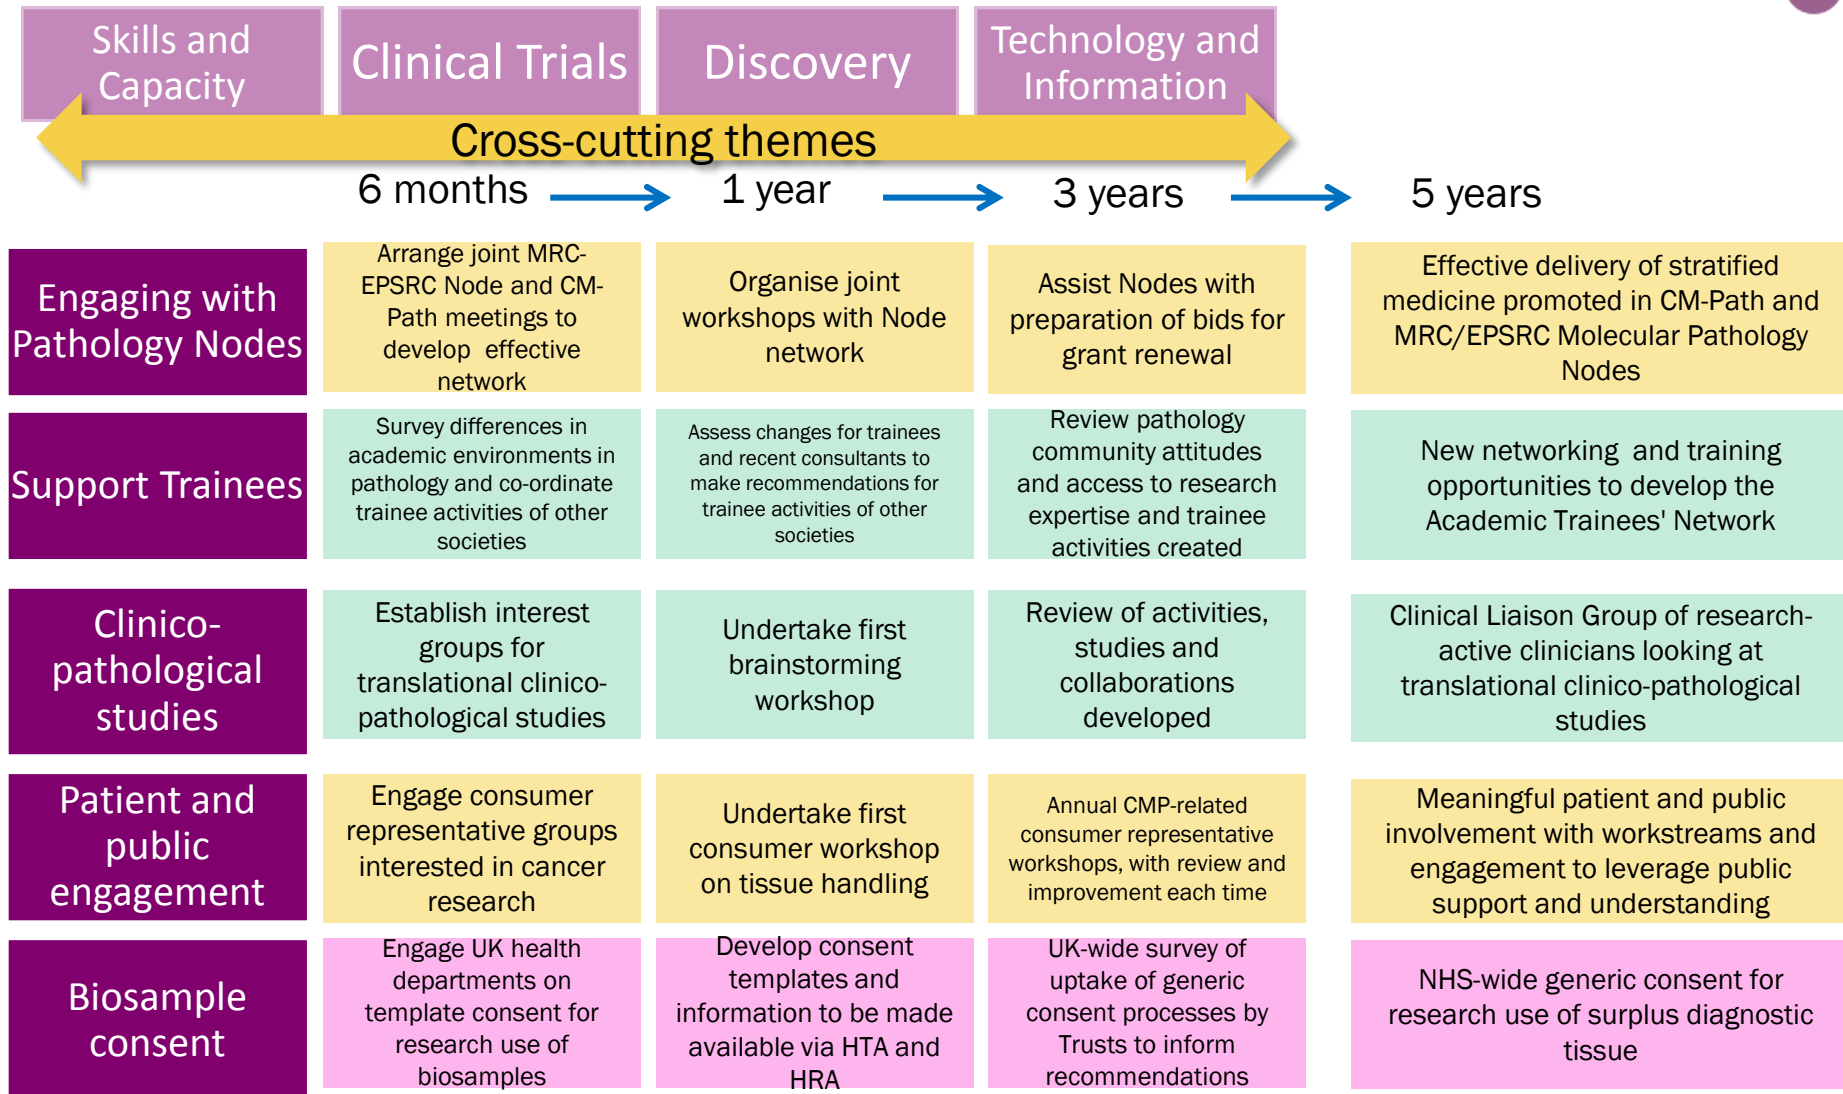 Skills and
Capacity
Clinical Trials
Discovery
Technology and
Information
Cross-cutting themes
6 months
1 year
3 years
5 years
Engaging with
Pathology Nodes
Arrange joint MRC-
EPSRC Node and CM-
Path meetings to
develop effective
network
Organise joint
workshops with Node
network
Assist Nodes with
preparation of bids for
grant renewal
Effective delivery of stratified
medicine promoted in CM-Path and
MRC/EPSRC Molecular Pathology
Nodes
Support Trainees
Survey differences in
academic environments in
pathology and co-ordinate
trainee activities of other
societies
Assess changes for trainees
and recent consultants to
make recommendations for
trainee activities of other
societies
Review pathology
community attitudes
and access to research
expertise and trainee
activities created
New networking and training
opportunities to develop the
Academic Trainees' Network
Clinico-
pathological
studies
Establish interest
groups for
translational clinico-
pathological studies
Undertake first
brainstorming
workshop
Review of activities,
studies and
collaborations
developed
Clinical Liaison Group of research-
active clinicians looking at
translational clinico-pathological
studies
Patient and
public
engagement
Engage consumer
representative groups
interested in cancer
research
Undertake first
consumer workshop
on tissue handling
Annual CMP-related
consumer representative
workshops, with review and
improvement each time
Meaningful patient and public
involvement with workstreams and
engagement to leverage public
support and understanding
Biosample
consent
Engage UK health
departments on
template consent for
research use of
biosamples
Develop consent
templates and
information to be made
available via HTA and
HRA
UK-wide survey of
uptake of generic
consent processes by
Trusts to inform
recommendations
NHS-wide generic consent for
research use of surplus diagnostic
tissue